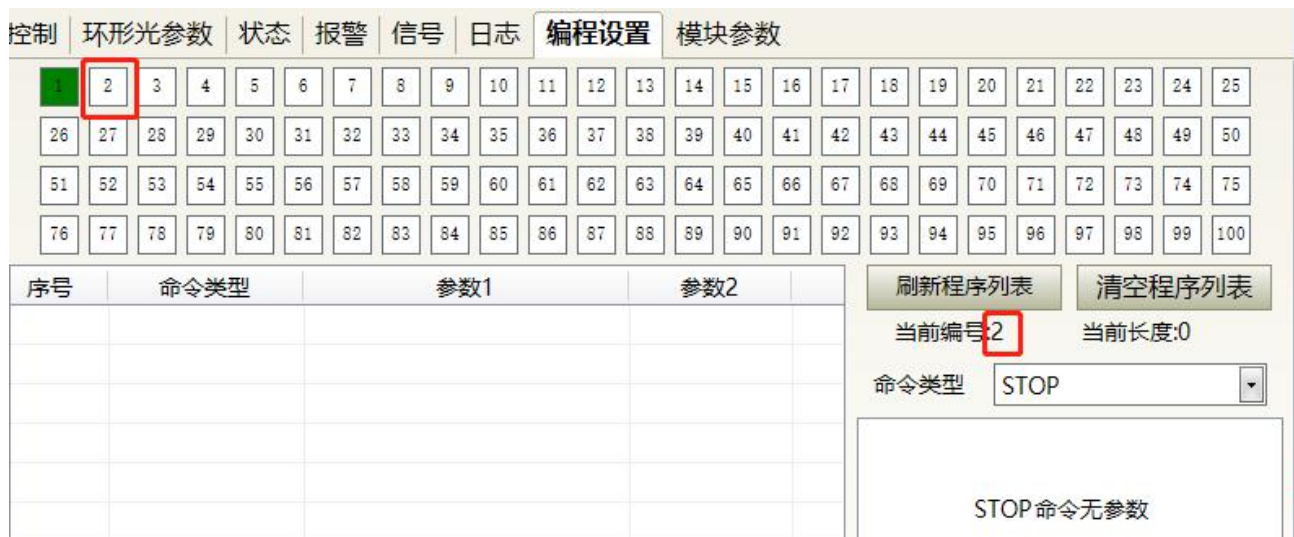 控制 环形光参数 状态 报警 信号 日志 编程设置 模块参数
1 2 3 4 5 6 7 8 9 10 11 12 13 14 15 16 17 18 19 20 21 22 23 24 25
26 27 28 29 30 31 32 33 34 35 36 37 38 39 40 41 42 43 44 45 46 47 48 49 50
51 52 53 54 55 56 57 58 59 60 61 62 63 64 65 66 67 68 69 70 71 72 73 74 75
76 77 78 79 80 81 82 83 84 85 86 87 88 89 90 91 92 93 94 95 96 97 98 99 100
序号 命令类型 参数1 参数2 刷新程序列表 清空程序列表
当前编号:2 当前长度:0
命令类型 STOP
STOP命令无参数